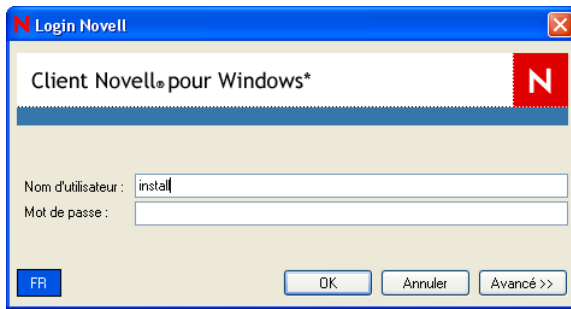 N Login Novell
Client Novell® pour Windows*
N
Nom d'utilisateur : install
Mot de passe :
FR
OK
Annuler
Avancé >>